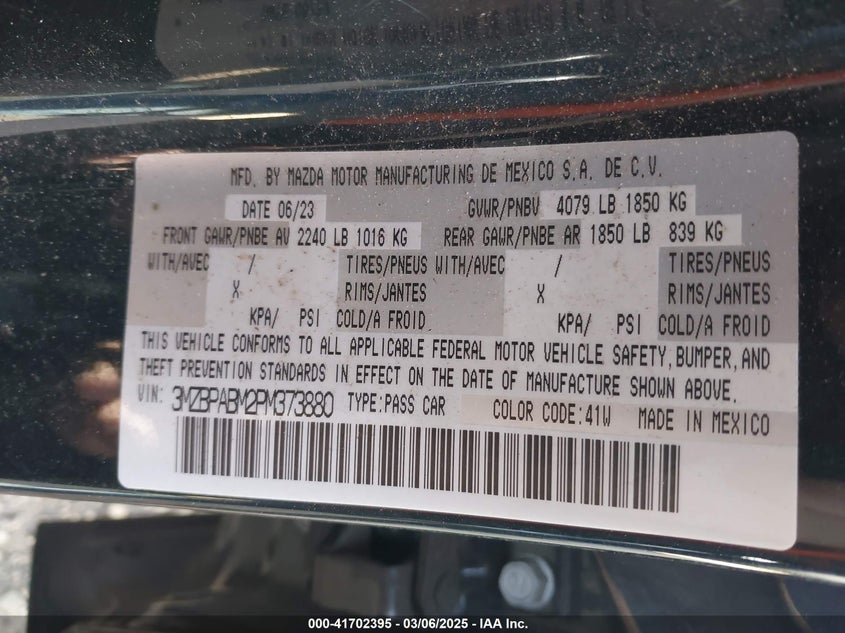 MFD. BY MAZDA MOTOR MANUFACTURING DE MEXICO S.A. DE C.V.
DATE 06/23 GVWR/PNBV 4079 LB 1850 KG
FRONT GAWR/PNBE AV 2240 LB 1016 KG REAR GAWR/PNBE AR 1850 LB 839 KG
WITH/AVEC / TIRES/PNEUS WITH/AVEC / TIRES/PNEUS
X RIMS/JANTES X RIMS/JANTES
KPA/ PSI COLD/A FROID KPA/ PSI COLD/A FROID
THIS VEHICLE CONFORMS TO ALL APPLICABLE FEDERAL MOTOR VEHICLE SAFETY, BUMPER, AND
THEFT PREVENTION STANDARDS IN EFFECT ON THE DATE OF MANUFACTURE SHOWN ABOVE.
VIN: 3MZBPABM2PM373880 TYPE:PASS CAR COLOR CODE:41W MADE IN MEXICO
000-41702395 — 03/06/2025 — IAA Inc.